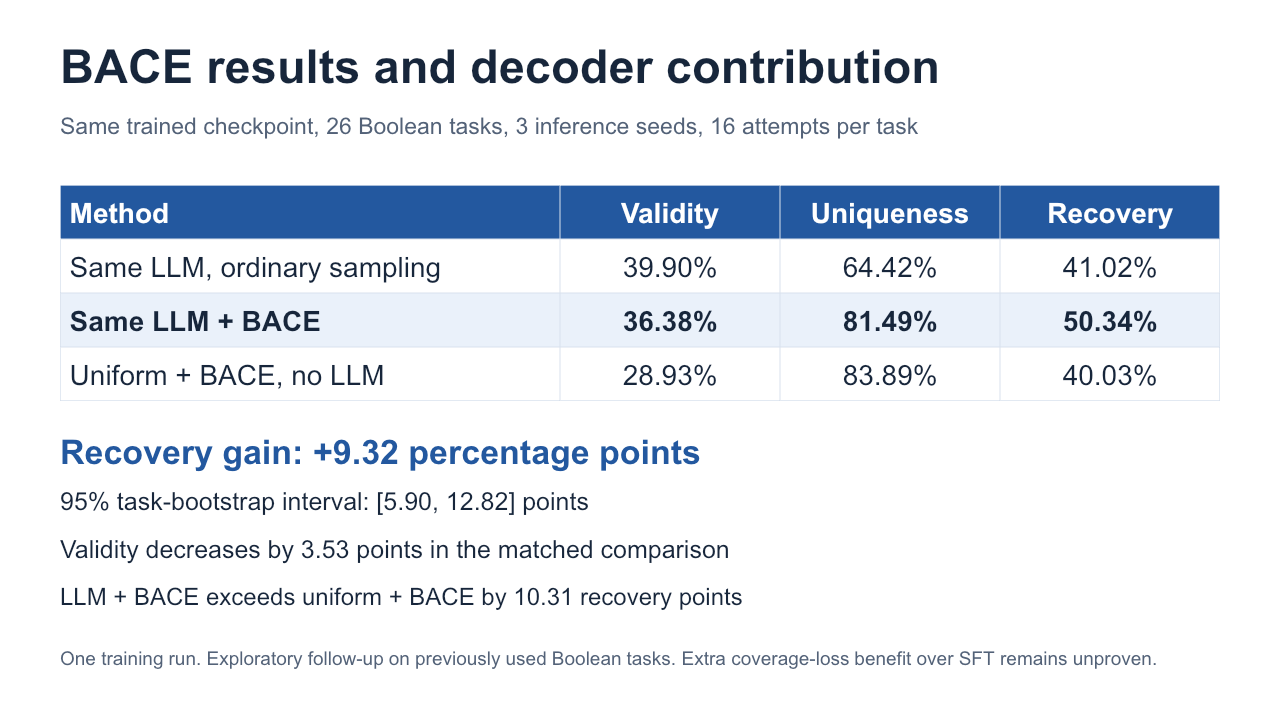 BACE results and decoder contribution
Same trained checkpoint, 26 Boolean tasks, 3 inference seeds, 16 attempts per task
Method Validity Uniqueness Recovery
Same LLM, ordinary sampling 39.90% 64.42% 41.02%
Same LLM + BACE 36.38% 81.49% 50.34%
Uniform + BACE, no LLM 28.93% 83.89% 40.03%
Recovery gain: +9.32 percentage points
95% task-bootstrap interval: [5.90, 12.82] points
Validity decreases by 3.53 points in the matched comparison
LLM + BACE exceeds uniform + BACE by 10.31 recovery points
One training run. Exploratory follow-up on previously used Boolean tasks. Extra coverage-loss benefit over SFT remains unproven.